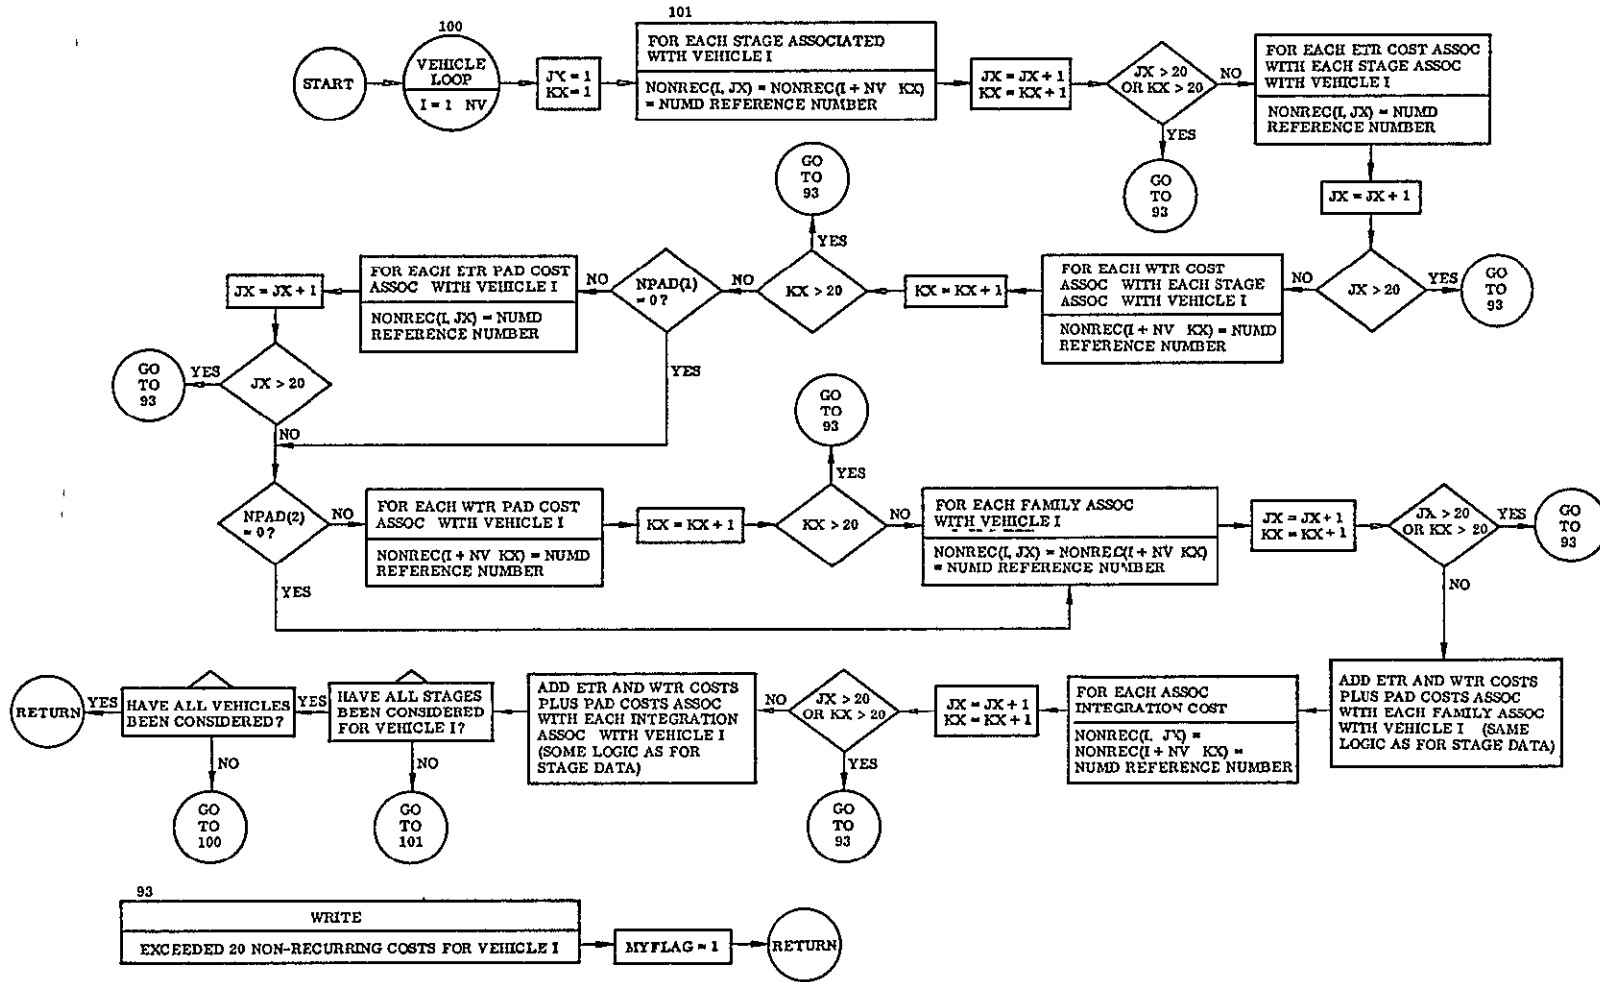 START
100
VEHICLE
LOOP
I = 1 NV
JX = 1
KX = 1
101
FOR EACH STAGE ASSOCIATED
WITH VEHICLE I
NONREC(I, JX) = NONREC(I + NV KX)
= NUMD REFERENCE NUMBER
JX = JX + 1
KX = KX + 1
JX > 20
OR KX > 20
NO
YES
GO
TO
93
FOR EACH ETR COST ASSOC
WITH EACH STAGE ASSOC
WITH VEHICLE I
NONREC(I, JX) = NUMD
REFERENCE NUMBER
JX = JX + 1
JX > 20
YES
GO
TO
93
NO
FOR EACH WTR COST
ASSOC WITH EACH STAGE
ASSOC WITH VEHICLE I
NONREC(I + NV KX) = NUMD
REFERENCE NUMBER
KX = KX + 1
KX > 20
YES
GO
TO
93
NO
NPAD(1)
= 0?
NO
YES
FOR EACH ETR PAD COST
ASSOC WITH VEHICLE I
NONREC(I, JX) = NUMD
REFERENCE NUMBER
JX = JX + 1
JX > 20
YES
GO
TO
93
NO
NPAD(2)
= 0?
NO
YES
FOR EACH WTR PAD COST
ASSOC WITH VEHICLE I
NONREC(I + NV KX) = NUMD
REFERENCE NUMBER
KX = KX + 1
KX > 20
YES
GO
TO
93
NO
FOR EACH FAMILY ASSOC
WITH VEHICLE I
NONREC(I, JX) = NONREC(I + NV KX)
= NUMD REFERENCE NUMBER
JX = JX + 1
KX = KX + 1
JX > 20
OR KX > 20
YES
GO
TO
93
NO
ADD ETR AND WTR COSTS
PLUS PAD COSTS ASSOC
WITH EACH FAMILY ASSOC
WITH VEHICLE I (SAME
LOGIC AS FOR STAGE DATA)
FOR EACH ASSOC
INTEGRATION COST
NONREC(I, JX) =
NONREC(I + NV KX) =
NUMD REFERENCE NUMBER
JX = JX + 1
KX = KX + 1
JX > 20
OR KX > 20
NO
YES
GO
TO
93
ADD ETR AND WTR COSTS
PLUS PAD COSTS ASSOC
WITH EACH INTEGRATION
ASSOC WITH VEHICLE I
(SOME LOGIC AS FOR
STAGE DATA)
HAVE ALL STAGES
BEEN CONSIDERED
FOR VEHICLE I?
YES
NO
GO
TO
101
HAVE ALL VEHICLES
BEEN CONSIDERED?
YES
RETURN
NO
GO
TO
100
93
WRITE
EXCEEDED 20 NON-RECURRING COSTS FOR VEHICLE I
MYFLAG = 1
RETURN